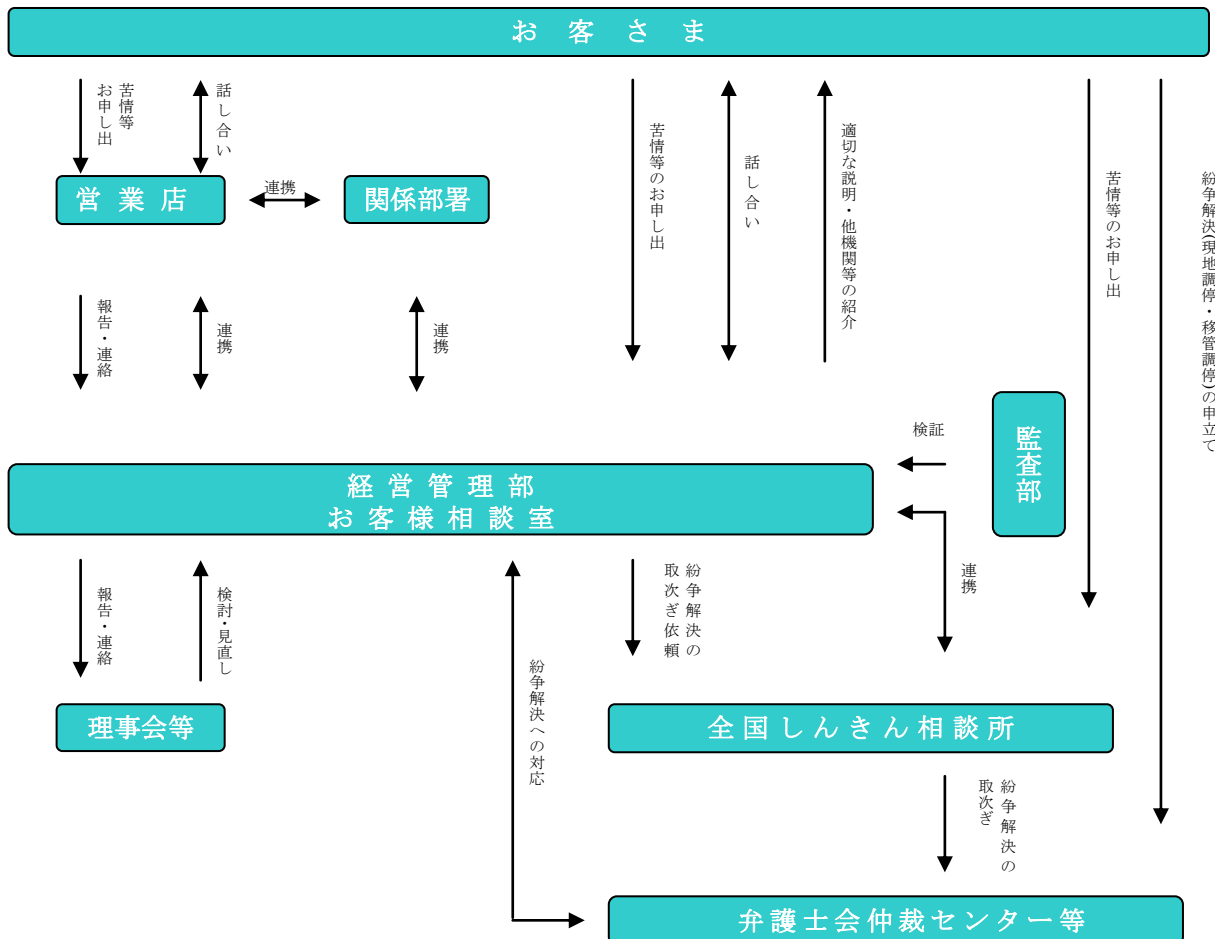 お客さま
苦情等
お申し出
話し合い
苦情等のお申し出
話し合い
適切な説明・他機関等の紹介
苦情等のお申し出
紛争解決(現地調停・移管調停)の申立て
営業店
連携
関係部署
報告・連絡
連携
連携
検証
監査部
経営管理部
お客様相談室
報告・連絡
検討・見直し
紛争解決への対応
紛争解決の
取次ぎ依頼
連携
理事会等
全国しんきん相談所
紛争解決の
取次ぎ
弁護士会仲裁センター等